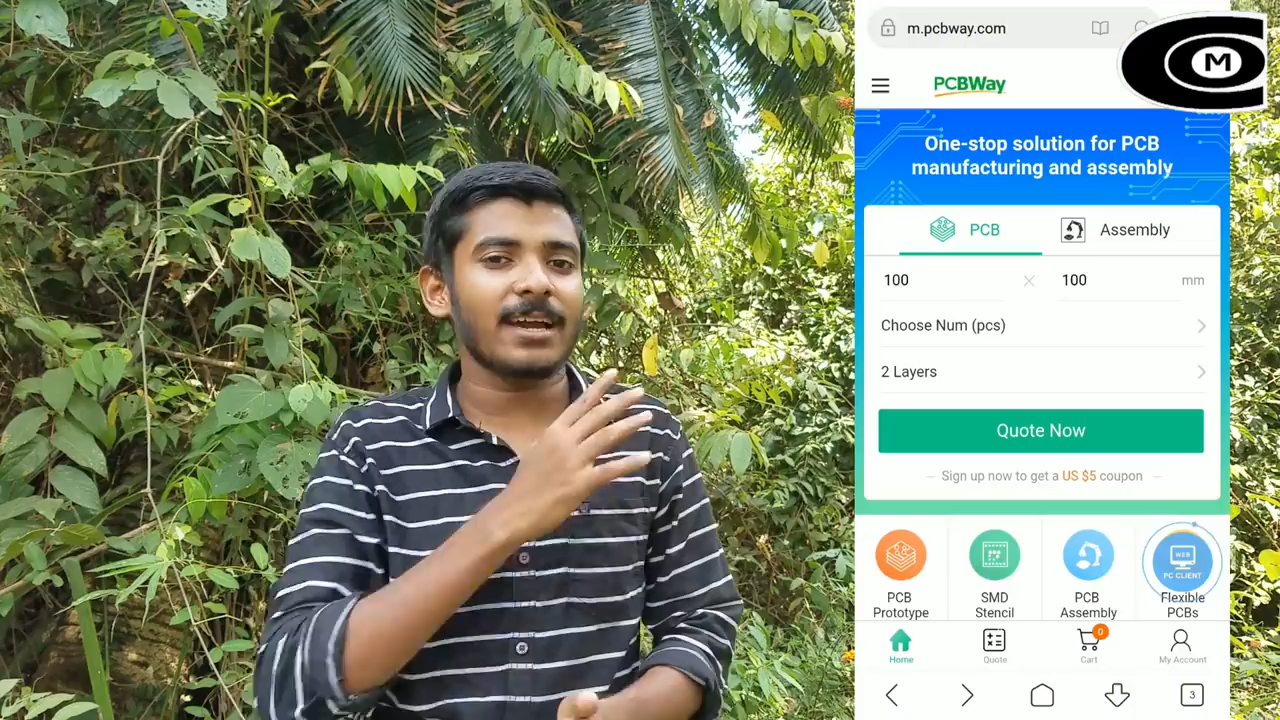 m.pcbway.com
M
PCBWay
One-stop solution for PCB
manufacturing and assembly
PCB
Assembly
100
100
mm
Choose Num (pcs)
2 Layers
Quote Now
Sign up now to get a US $5 coupon
WEB
PC CLIENT
PCB
Prototype
SMD
Stencil
PCB
Assembly
Flexible
PCBs
0
Home
Quote
Cart
My Account
3